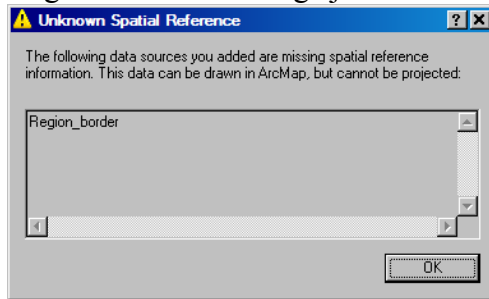 Unknown Spatial Reference
The following data sources you added are missing spatial reference
information. This data can be drawn in ArcMap, but cannot be projected:
Region_border
OK